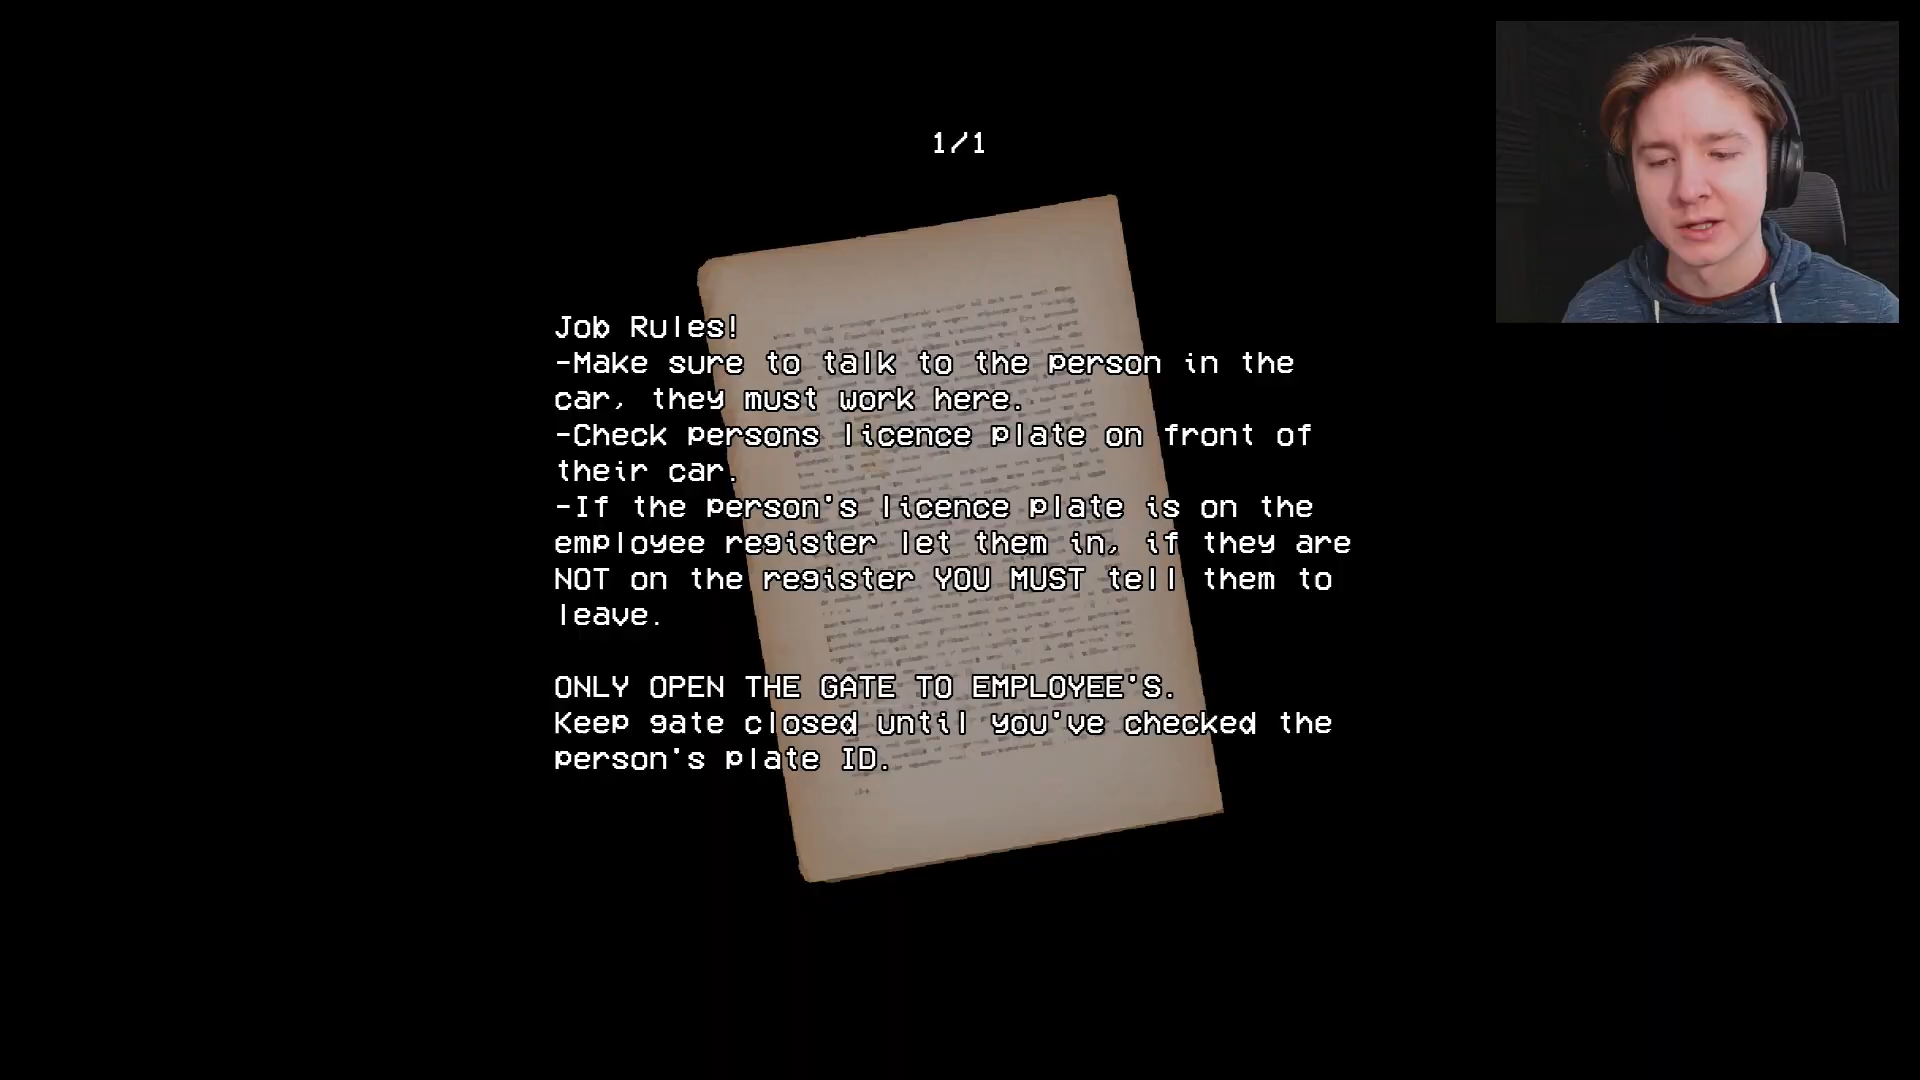 1/1
Job Rules!
-Make sure to talk to the person in the
car, they must work here.
-Check persons licence plate on front of
their car.
-If the person's licence plate is on the
employee register let them in, if they are
NOT on the register YOU MUST tell them to
leave.
ONLY OPEN THE GATE TO EMPLOYEE'S.
Keep gate closed until you've checked the
person's plate ID.